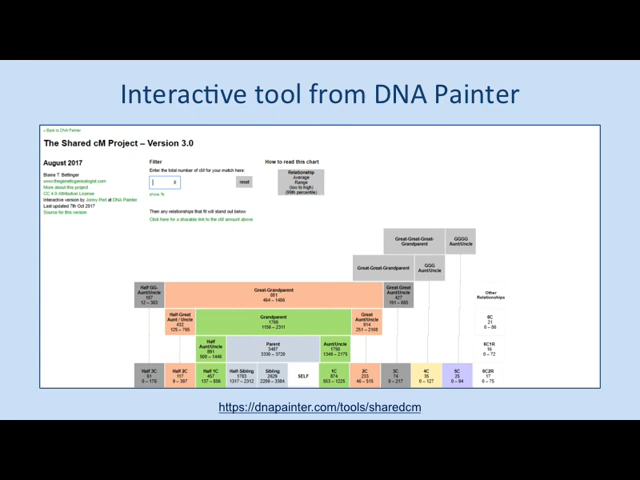 Interactive tool from DNA Painter
< Back to DNA Painter
The Shared cM Project – Version 3.0
August 2017
Blaine T. Bettinger
www.thegeneticgenealogist.com
More about this project
CC 4.0 Attribution License
Interactive version by Jonny Perl at DNA Painter
Last updated 7th Oct 2017
Source for this version
Filter
Enter the total number of cM for your match here:
reset
show %
Then any relationships that fit will stand out below
Click here for a sharable link to the cM amount above
How to read this chart
Relationship
Average
Range
(low to high)
(99th percentile)
Great-Great-Great-
Grandparent
GGGG
Aunt/Uncle
Great-Great-Grandparent
GGG
Aunt/Uncle
Half GG-
Aunt/Uncle
187
12 – 383
Great-Grandparent
881
464 – 1486
Great-Great
Aunt/Uncle
427
191 – 885
Other
Relationships
Half Great-
Aunt / Uncle
432
125 – 765
Grandparent
1766
1156 – 2311
Great
Aunt/Uncle
914
251 – 2108
6C
21
0 – 86
Half
Aunt/Uncle
891
500 – 1446
Parent
3487
3330 – 3720
Aunt/Uncle
1750
1349 – 2175
6C1R
16
0 – 72
Half 3C
61
0 – 178
Half 2C
117
9 – 397
Half 1C
457
137 – 856
Half-Sibling
1783
1317 – 2312
Sibling
2629
2209 – 3384
SELF
1C
874
553 – 1225
2C
233
46 – 515
3C
74
0 – 217
4C
35
0 – 127
5C
25
0 – 94
6C2R
17
0 – 75
https://dnapainter.com/tools/sharedcm